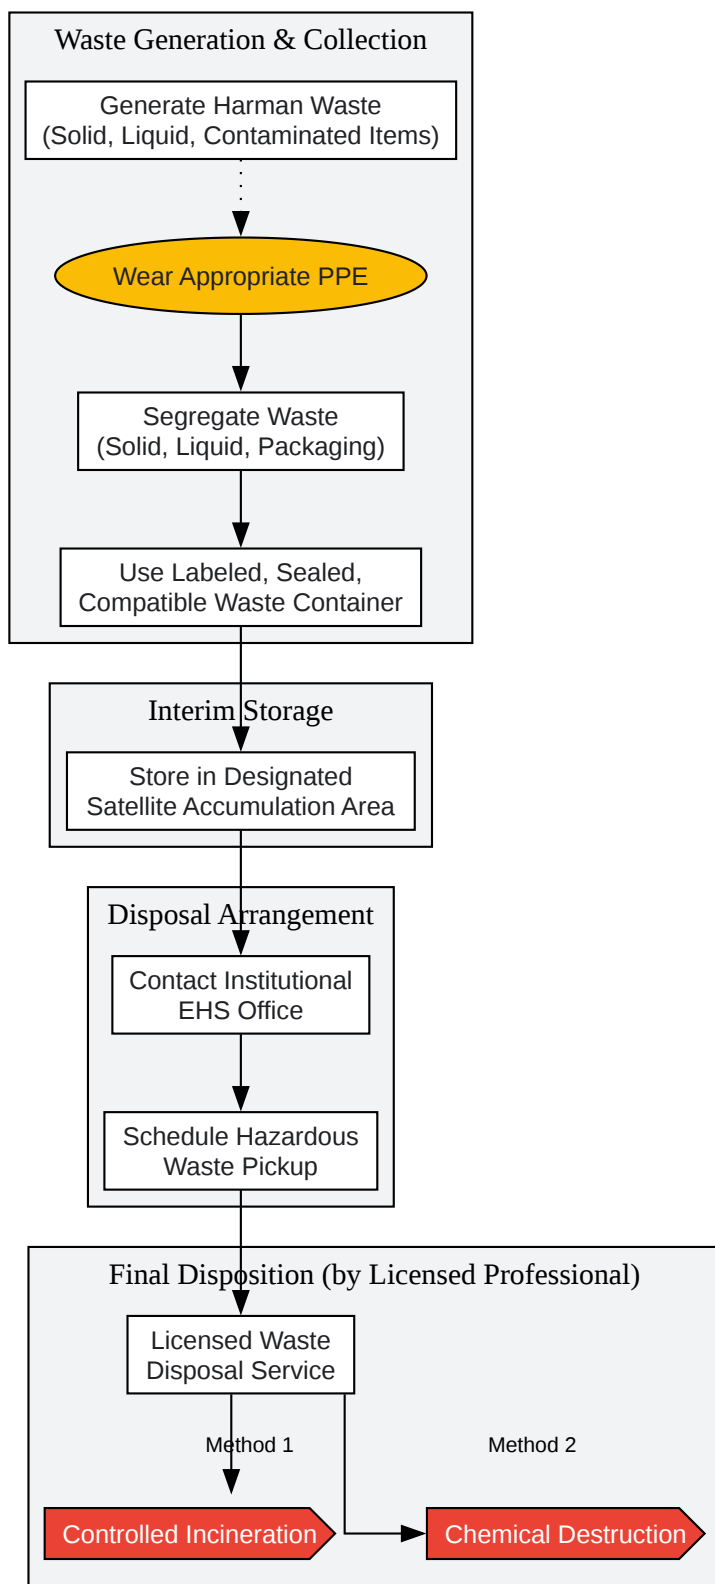 Waste Generation & Collection
Generate Harman Waste
(Solid, Liquid, Contaminated Items)
Wear Appropriate PPE
Segregate Waste
(Solid, Liquid, Packaging)
Use Labeled, Sealed,
Compatible Waste Container
Interim Storage
Store in Designated
Satellite Accumulation Area
Disposal Arrangement
Contact Institutional
EHS Office
Schedule Hazardous
Waste Pickup
Final Disposition (by Licensed Professional)
Licensed Waste
Disposal Service
Method 1
Method 2
Controlled Incineration
Chemical Destruction